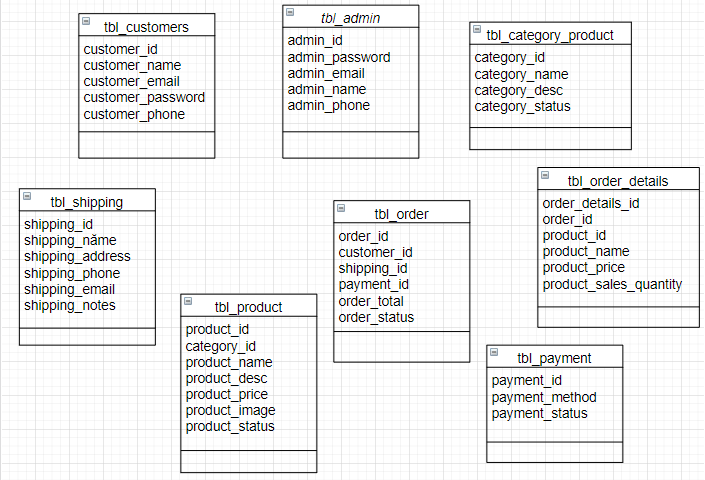 tbl_customers
customer_id
customer_name
customer_email
customer_password
customer_phone
tbl_admin
admin_id
admin_password
admin_email
admin_name
admin_phone
tbl_category_product
category_id
category_name
category_desc
category_status
tbl_shipping
shipping_id
shipping_năme
shipping_address
shipping_phone
shipping_email
shipping_notes
tbl_product
product_id
category_id
product_name
product_desc
product_price
product_image
product_status
tbl_order
order_id
customer_id
shipping_id
payment_id
order_total
order_status
tbl_order_details
order_details_id
order_id
product_id
product_name
product_price
product_sales_quantity
tbl_payment
payment_id
payment_method
payment_status